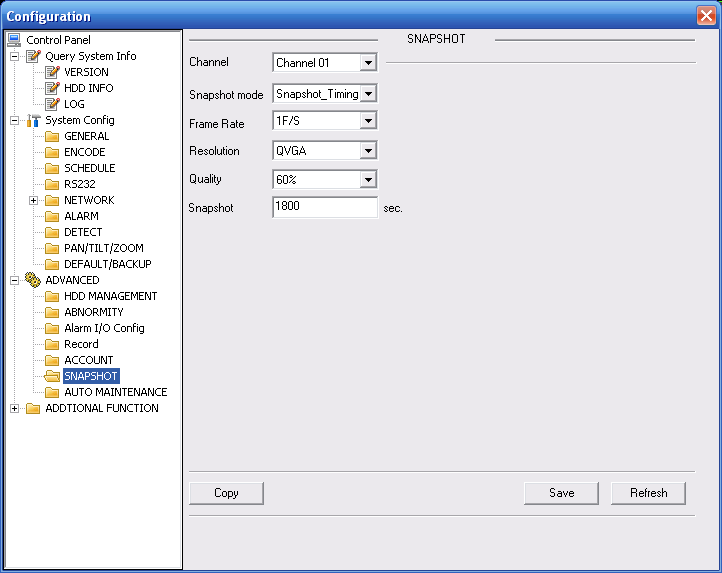 Configuration
Control Panel
Query System Info
VERSION
HDD INFO
LOG
System Config
GENERAL
ENCODE
SCHEDULE
RS232
NETWORK
ALARM
DETECT
PAN/TILT/ZOOM
DEFAULT/BACKUP
ADVANCED
HDD MANAGEMENT
ABNORMITY
Alarm I/O Config
Record
ACCOUNT
SNAPSHOT
AUTO MAINTENANCE
ADDTIONAL FUNCTION
SNAPSHOT
Channel Channel 01
Snapshot mode Snapshot_Timing
Frame Rate 1F/S
Resolution QVGA
Quality 60%
Snapshot 1800 sec.
Copy Save Refresh